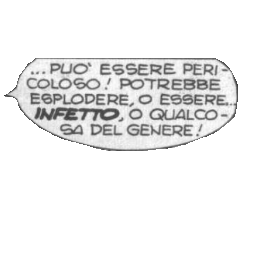 ...PUO' ESSERE PERI-
COLOSO! POTREBBE
ESPLODERE, O ESSERE...
INFETTO, O QUALCO-
SA DEL GENERE!